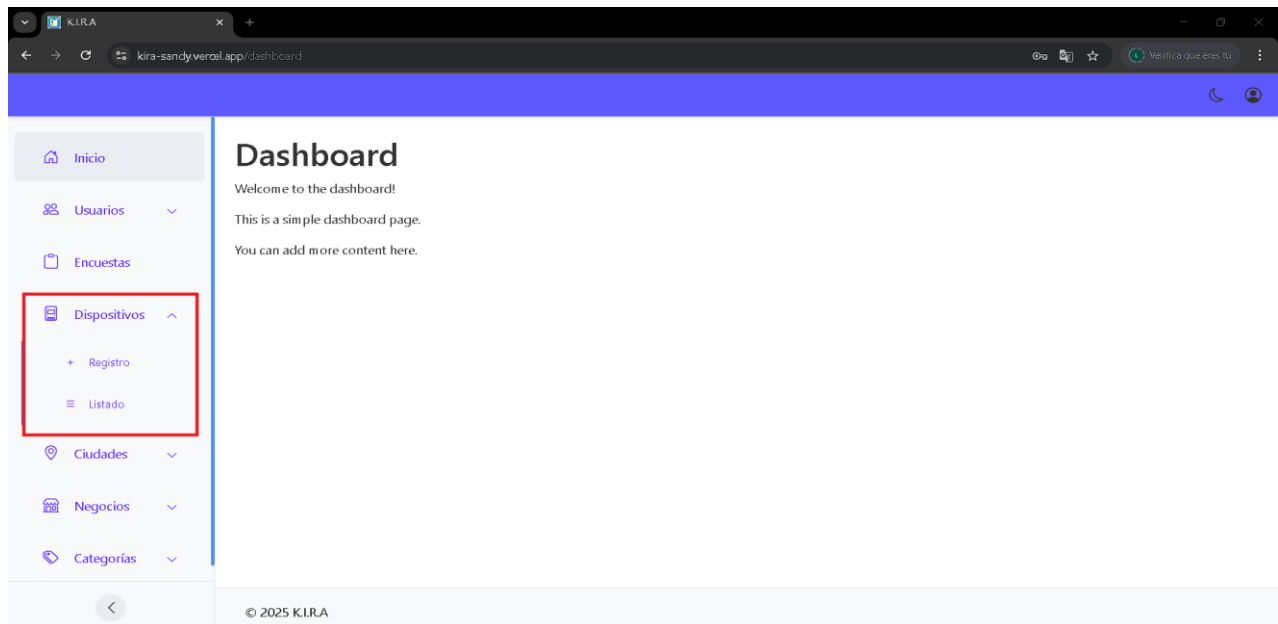 K.I.R.A
kira-sandy.vercel.app/dashboard
Verifica que eres tú
Inicio
Usuarios
Encuestas
Dispositivos
Registro
Listado
Ciudades
Negocios
Categorías
Dashboard
Welcome to the dashboard!
This is a simple dashboard page.
You can add more content here.
© 2025 K.I.R.A